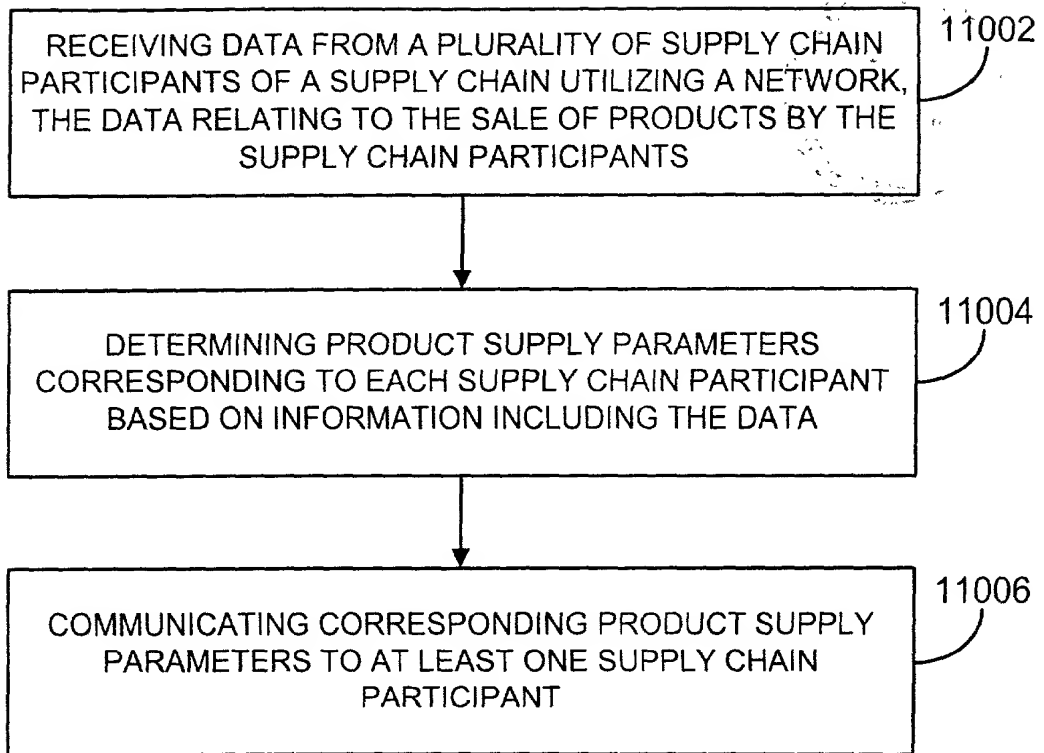 RECEIVING DATA FROM A PLURALITY OF SUPPLY CHAIN
PARTICIPANTS OF A SUPPLY CHAIN UTILIZING A NETWORK,
THE DATA RELATING TO THE SALE OF PRODUCTS BY THE
SUPPLY CHAIN PARTICIPANTS
11002
DETERMINING PRODUCT SUPPLY PARAMETERS
CORRESPONDING TO EACH SUPPLY CHAIN PARTICIPANT
BASED ON INFORMATION INCLUDING THE DATA
11004
COMMUNICATING CORRESPONDING PRODUCT SUPPLY
PARAMETERS TO AT LEAST ONE SUPPLY CHAIN
PARTICIPANT
11006